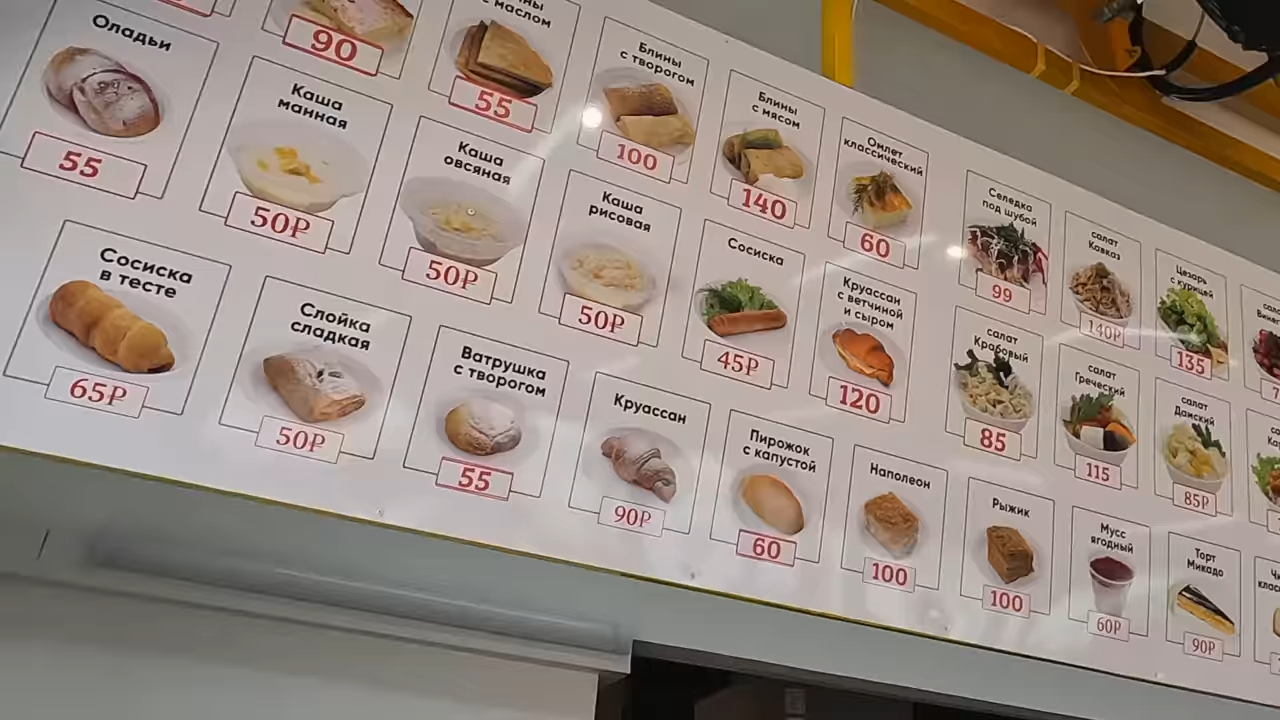 90
с маслом
55
Оладьи
55
Каша
манная
50₽
Каша
овсяная
50₽
Блины
с творогом
100
Блины
с мясом
140
Омлет
классический
60
Каша
рисовая
50₽
Сосиска
45₽
Круассан
с ветчиной
и сыром
120
Селедка
под шубой
99
салат
Кавказ
140₽
Цезарь
с курицей
135
салат
Крабовый
85
салат
Греческий
115
салат
Дамский
85₽
Сосиска
в тесте
65₽
Слойка
сладкая
50₽
Ватрушка
с творогом
55
Круассан
90₽
Пирожок
с капустой
60
Наполеон
100
Рыжик
100
Мусс
ягодный
60₽
Торт
Микадо
90₽